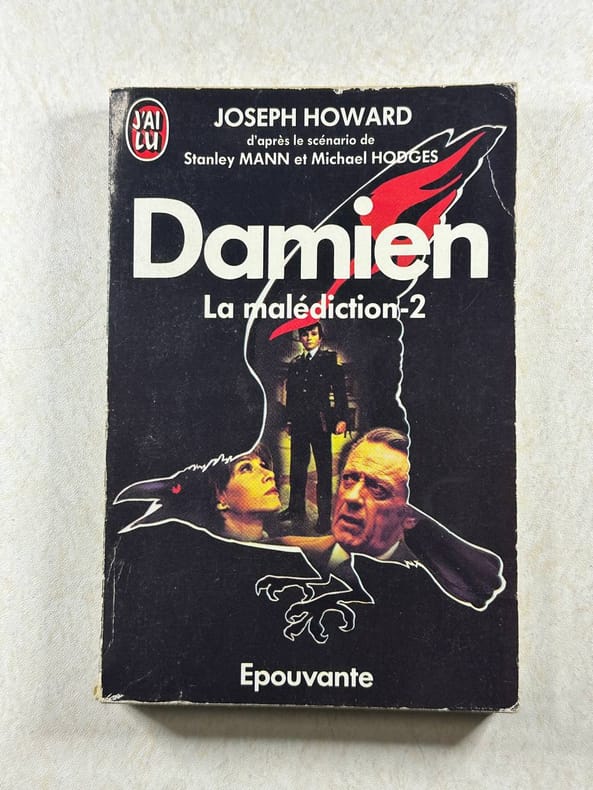 J'AI
LU
JOSEPH HOWARD
d'après le scénario de
Stanley MANN et Michael HODGES
Damien
La malédiction-2
Epouvante